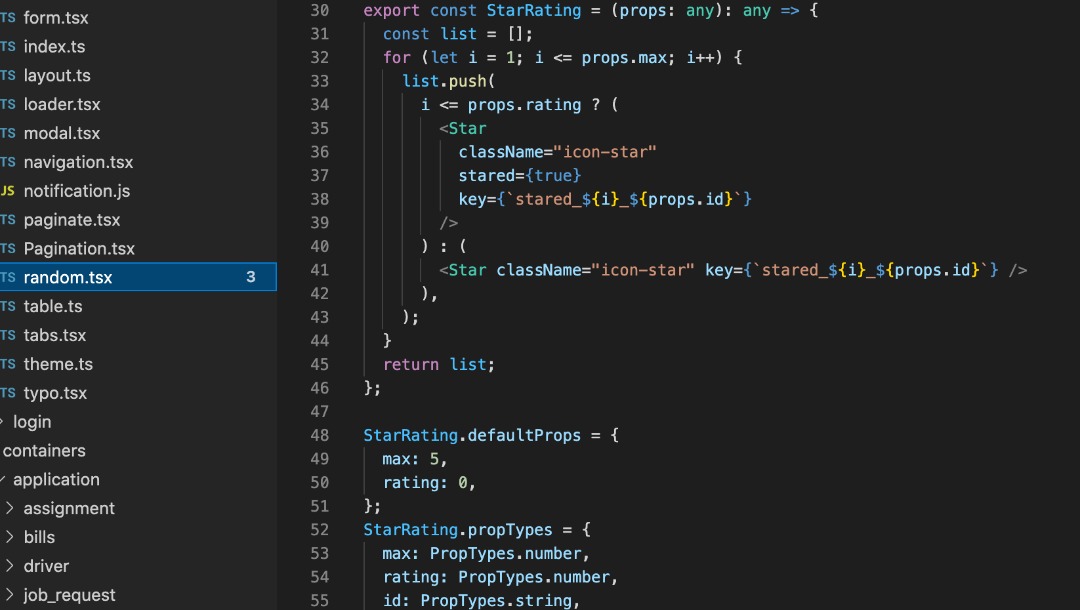 TS form.tsx
TS index.ts
TS layout.ts
TS loader.tsx
TS modal.tsx
TS navigation.tsx
JS notification.js
TS paginate.tsx
TS Pagination.tsx
TS random.tsx 3
TS table.ts
TS tabs.tsx
TS theme.ts
TS typo.tsx
login
containers
application
assignment
bills
driver
job_request
30 export const StarRating = (props: any): any => {
31 const list = [];
32 for (let i = 1; i <= props.max; i++) {
33 list.push(
34 i <= props.rating ? (
35 <Star
36 className="icon-star"
37 stared={true}
38 key={`stared_${i}_${props.id}`}
39 />
40 ) : (
41 <Star className="icon-star" key={`stared_${i}_${props.id}`} />
42 ),
43 );
44 }
45 return list;
46 };
47
48 StarRating.defaultProps = {
49 max: 5,
50 rating: 0,
51 };
52 StarRating.propTypes = {
53 max: PropTypes.number,
54 rating: PropTypes.number,
55 id: PropTypes.string,